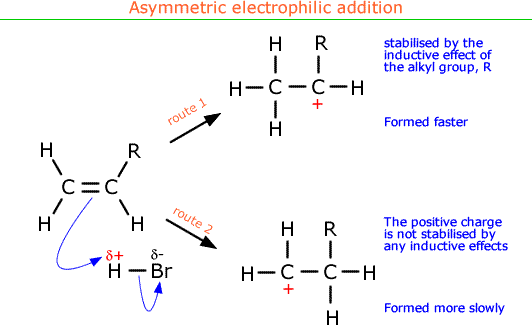 Asymmetric electrophilic addition
H R
H C C H
+
H
stabilised by the
inductive effect of
the alkyl group, R
Formed faster
route 1
H R
C C
H H
δ+ δ-
H Br
route 2
H R
H C C H
+
H
The positive charge
is not stabilised by
any inductive effects
Formed more slowly